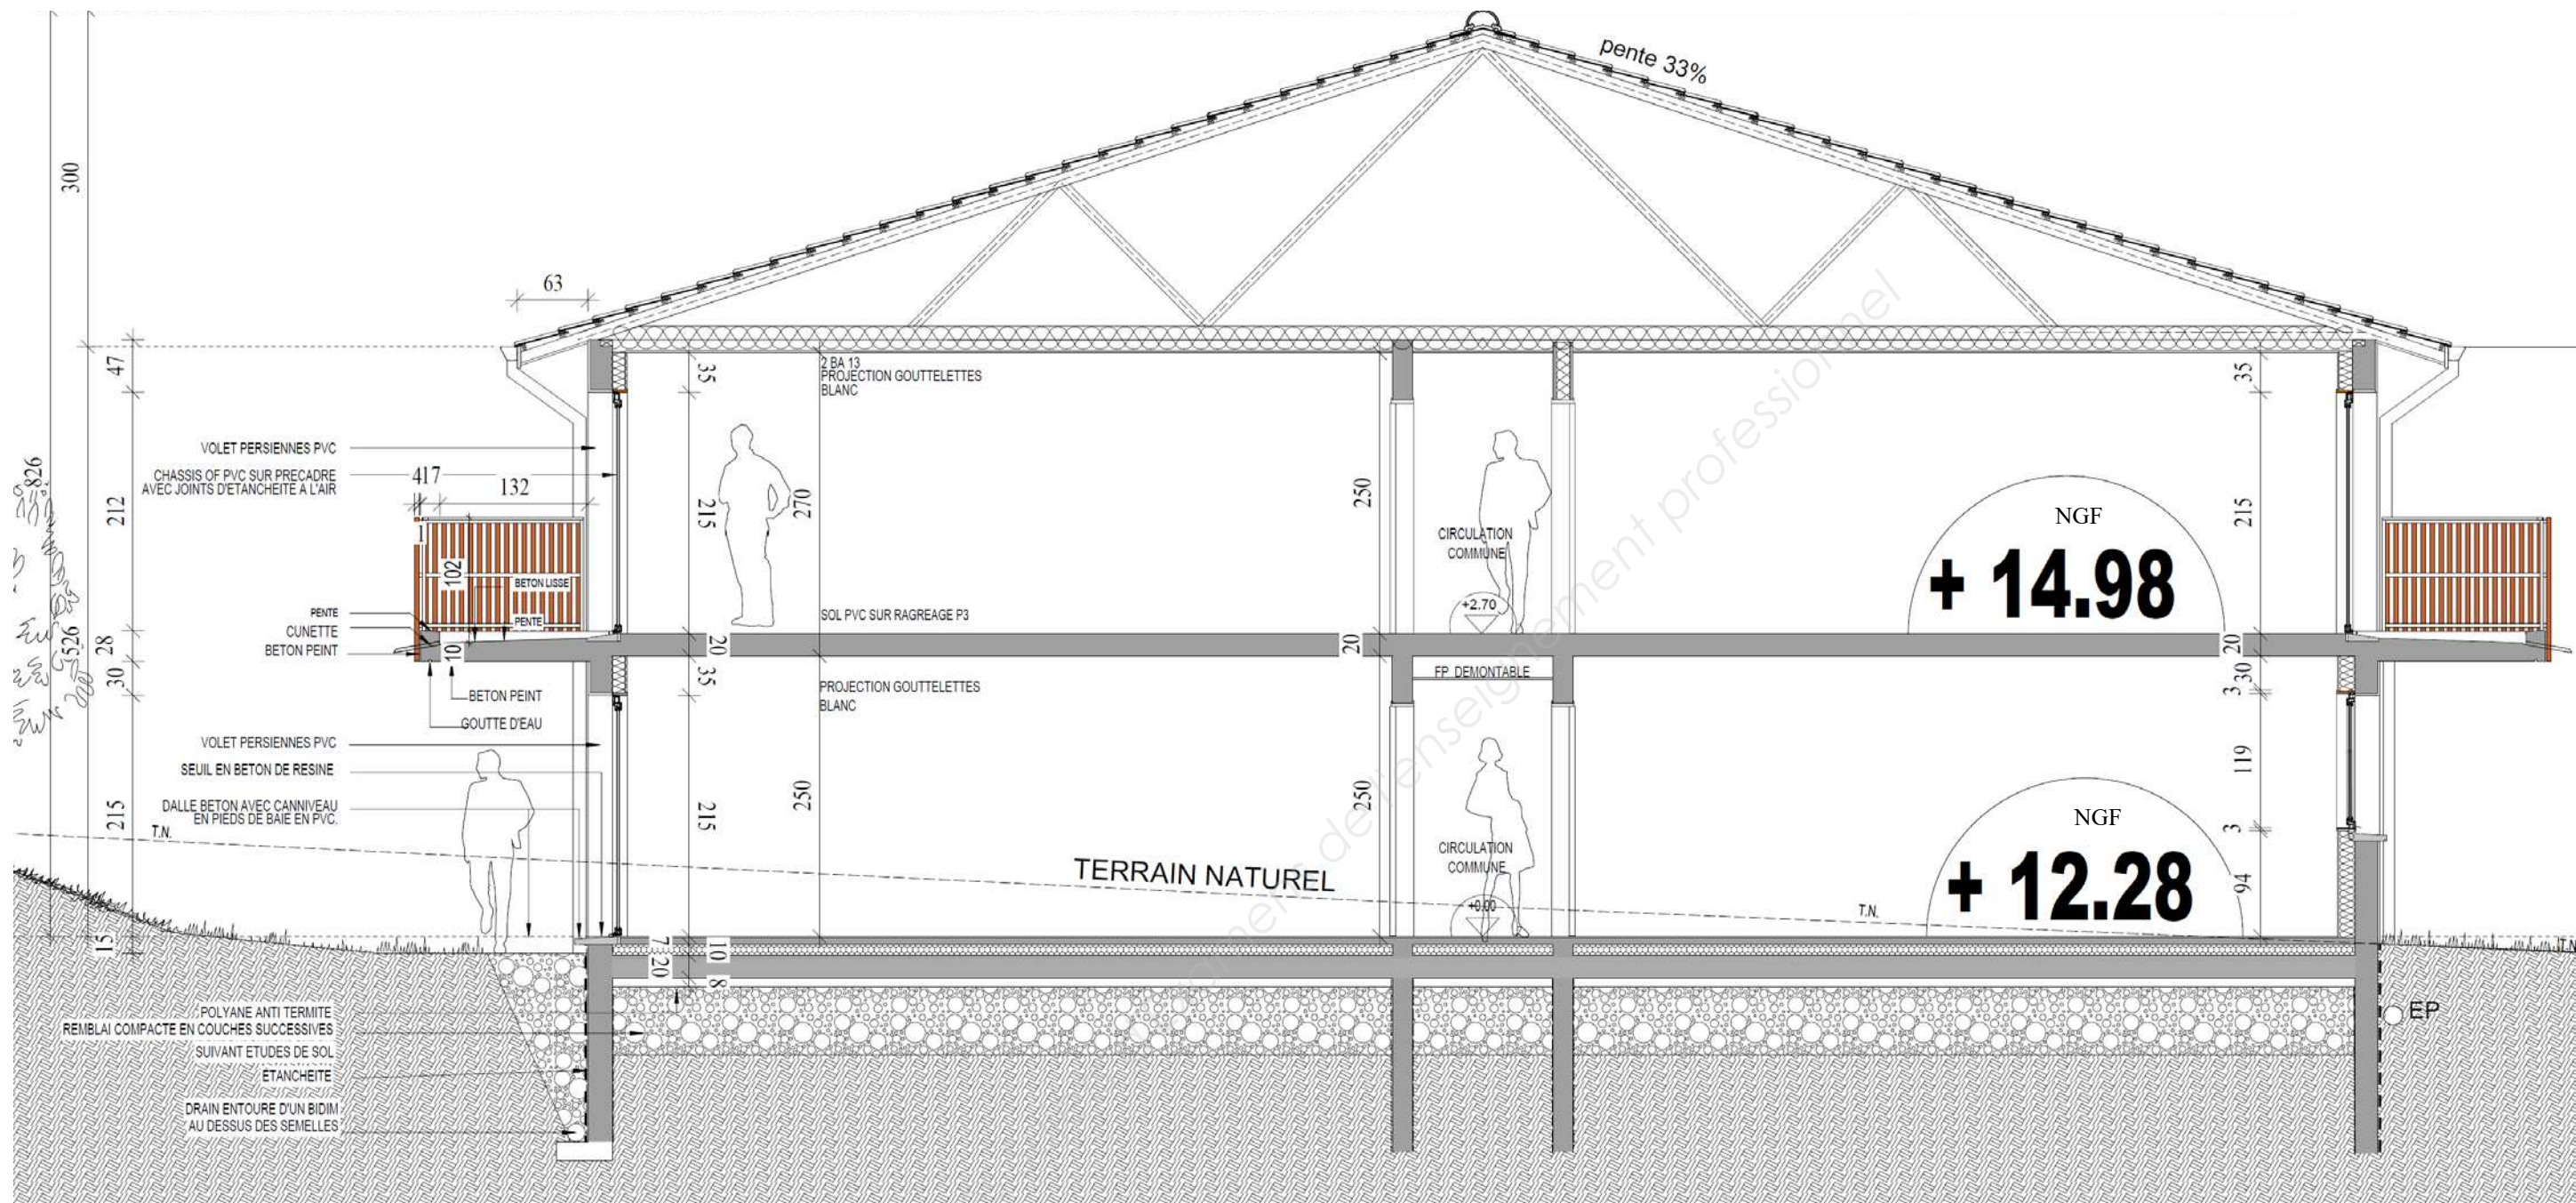 pente 33%
300
63
47
35
2 BA 13
PROJECTION GOUTTELETTES
BLANC
35
VOLET PERSIENNES PVC
CHASSIS OF PVC SUR PRECADRE
AVEC JOINTS D'ETANCHEITE A L'AIR
417
132
826
212
215
270
250
CIRCULATION
COMMUNE
NGF
+ 14.98
215
1
102
BETON LISSE
PENTE
PENTE
CUNETTE
BETON PEINT
SOL PVC SUR RAGREAGE P3
+2.70
526
28
10
20
20
20
30
35
BETON PEINT
GOUTTE D'EAU
PROJECTION GOUTTELETTES
BLANC
FP DEMONTABLE
30
3
VOLET PERSIENNES PVC
SEUIL EN BETON DE RESINE
DALLE BETON AVEC CANNIVEAU
EN PIEDS DE BAIE EN PVC.
T.N.
215
215
250
250
CIRCULATION
COMMUNE
119
3
NGF
+ 12.28
94
TERRAIN NATUREL
T.N.
+0.00
T.N.
15
7
20
10
8
POLYANE ANTI TERMITE
REMBLAI COMPACTE EN COUCHES SUCCESSIVES
SUIVANT ETUDES DE SOL
ÉTANCHEITE
DRAIN ENTOURE D'UN BIDIM
AU DESSUS DES SEMELLES
EP
de l'enseignement professionnel